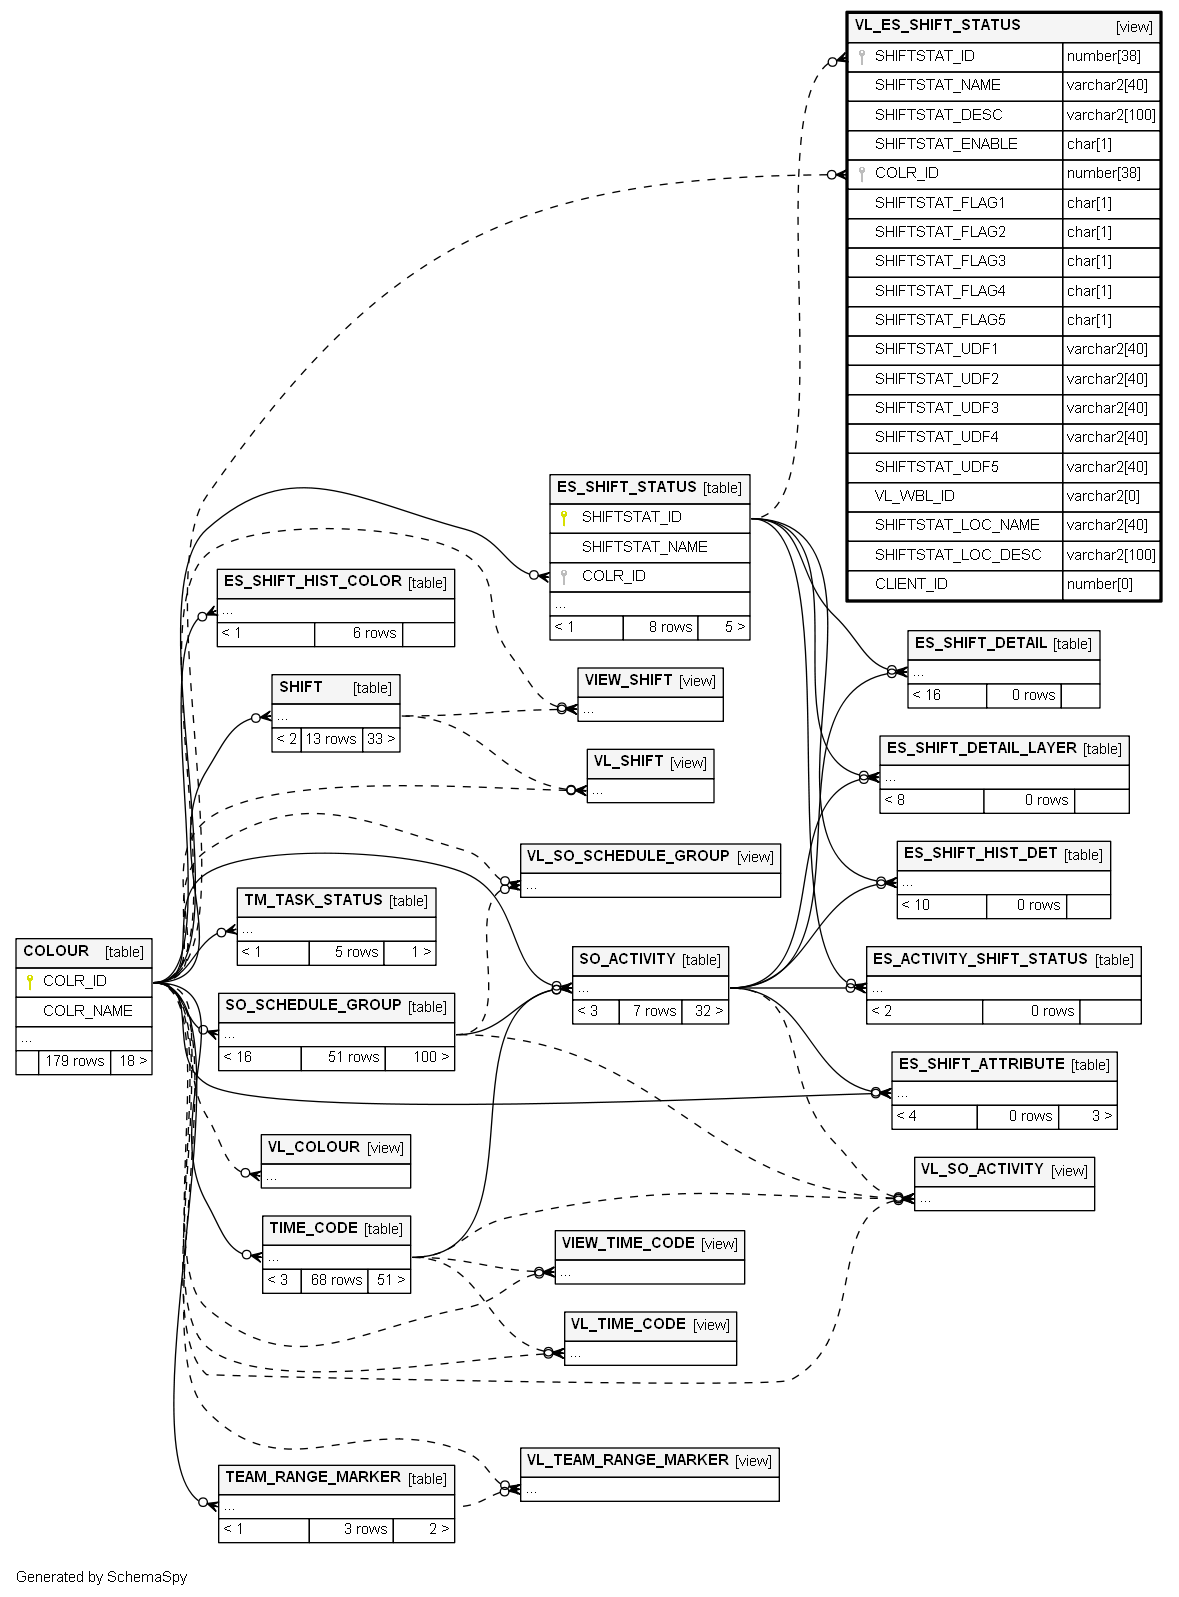 VL_ES_SHIFT_STATUS [view]
SHIFTSTAT_ID number[38]
SHIFTSTAT_NAME varchar2[40]
SHIFTSTAT_DESC varchar2[100]
SHIFTSTAT_ENABLE char[1]
COLR_ID number[38]
SHIFTSTAT_FLAG1 char[1]
SHIFTSTAT_FLAG2 char[1]
SHIFTSTAT_FLAG3 char[1]
SHIFTSTAT_FLAG4 char[1]
SHIFTSTAT_FLAG5 char[1]
SHIFTSTAT_UDF1 varchar2[40]
SHIFTSTAT_UDF2 varchar2[40]
SHIFTSTAT_UDF3 varchar2[40]
SHIFTSTAT_UDF4 varchar2[40]
SHIFTSTAT_UDF5 varchar2[40]
VL_WBL_ID varchar2[0]
SHIFTSTAT_LOC_NAME varchar2[40]
SHIFTSTAT_LOC_DESC varchar2[100]
CLIENT_ID number[0]
ES_SHIFT_STATUS [table]
SHIFTSTAT_ID
SHIFTSTAT_NAME
COLR_ID
...
< 1 8 rows 5 >
ES_SHIFT_HIST_COLOR [table]
...
< 1 6 rows
SHIFT [table]
...
< 2 13 rows 33 >
VIEW_SHIFT [view]
...
VL_SHIFT [view]
...
ES_SHIFT_DETAIL [table]
...
< 16 0 rows
ES_SHIFT_DETAIL_LAYER [table]
...
< 8 0 rows
VL_SO_SCHEDULE_GROUP [view]
...
ES_SHIFT_HIST_DET [table]
...
< 10 0 rows
TM_TASK_STATUS [table]
...
< 1 5 rows 1 >
COLOUR [table]
COLR_ID
COLR_NAME
...
179 rows 18 >
SO_ACTIVITY [table]
...
< 3 7 rows 32 >
ES_ACTIVITY_SHIFT_STATUS [table]
...
< 2 0 rows
SO_SCHEDULE_GROUP [table]
...
< 16 51 rows 100 >
ES_SHIFT_ATTRIBUTE [table]
...
< 4 0 rows 3 >
VL_COLOUR [view]
...
VL_SO_ACTIVITY [view]
...
TIME_CODE [table]
...
< 3 68 rows 51 >
VIEW_TIME_CODE [view]
...
VL_TIME_CODE [view]
...
VL_TEAM_RANGE_MARKER [view]
...
TEAM_RANGE_MARKER [table]
...
< 1 3 rows 2 >
Generated by SchemaSpy